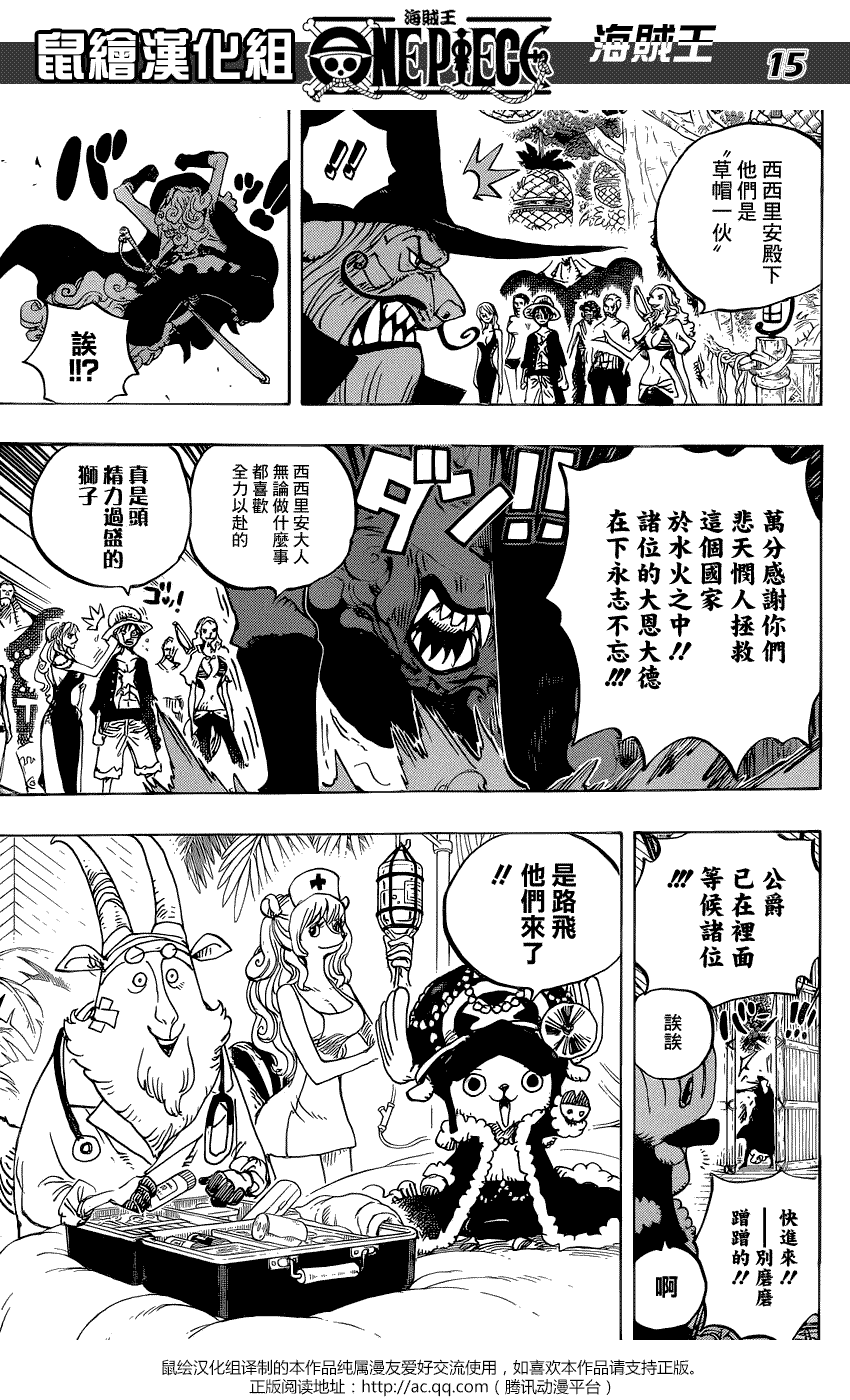 鼠繪漢化組
海賊王
ONE PIECE
海賊王
15
西西里安殿下
他們是
〝草帽一伙〞
!!
バッ
誒
!!?
萬分感謝你們
悲天憫人拯救
這個國家
於水火之中!!
諸位的大恩大德
在下永志不忘!!!
ダン!!
西西里安大人
無論做什麼事
都喜歡
全力以赴的
真是頭
精力過盛的
獅子
ゴッ!
公爵
已在裡面
等候諸位
!!!
誒誒
バン!!
快進來!!
——別磨磨
蹭蹭的!!
啊
是路飛
他們來了
!!
鼠绘汉化组译制的本作品纯属漫友爱好交流使用，如喜欢本作品请支持正版。
正版阅读地址：http://ac.qq.com（腾讯动漫平台）